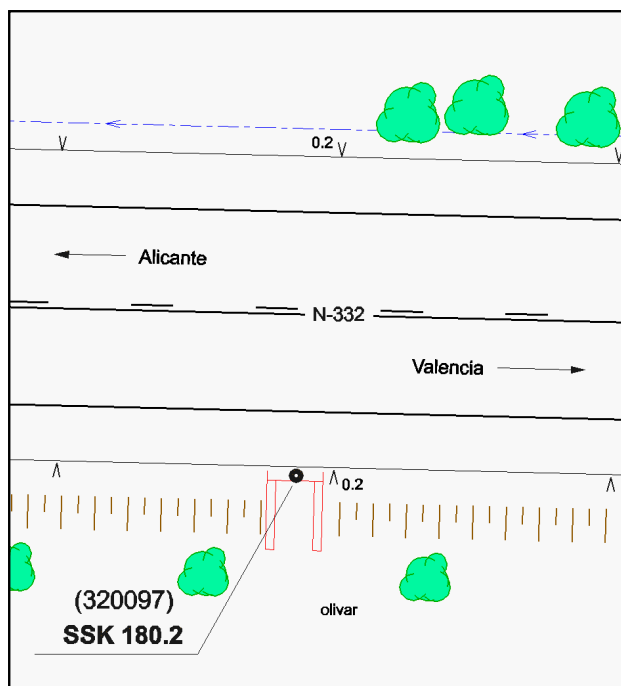 0.2
Alicante
N-332
Valencia
0.2
(320097)
olivar
SSK 180.2